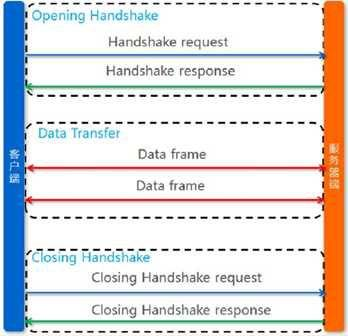 Opening Handshake
Handshake request
Handshake response
客户端
服务器端
Data Transfer
Data frame
Data frame
Closing Handshake
Closing Handshake request
Closing Handshake response